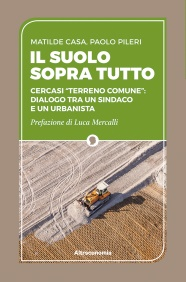 MATILDE CASA, PAOLO PILERI
IL SUOLO
SOPRA TUTTO
CERCASI "TERRENO COMUNE":
DIALOGO TRA UN SINDACO
E UN URBANISTA
Prefazione di Luca Mercalli
Altreconomia